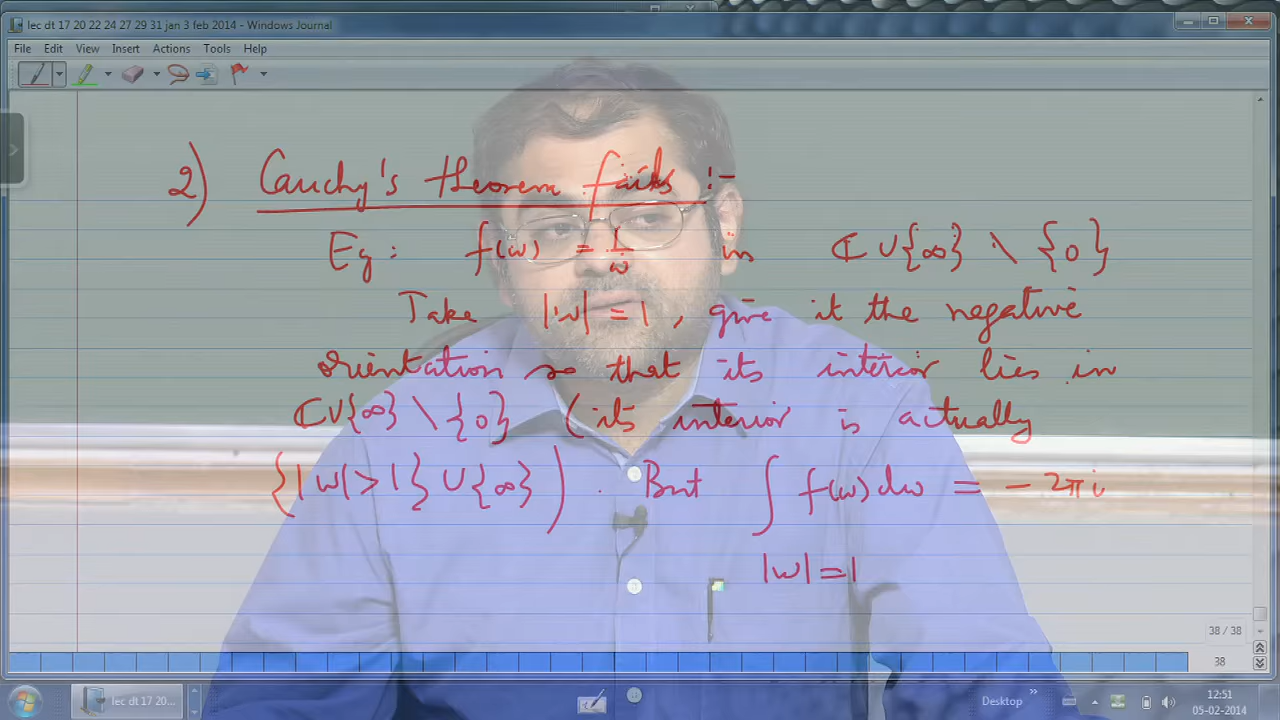 lec dt 17 20 22 24 27 29 31 jan 3 feb 2014 - Windows Journal
File Edit View Insert Actions Tools Help
2) Cauchy's theorem fails :-
Eg: f(w) = 1/w in ℂ∪{∞} \ {0}
Take |w| = 1, give it the negative
orientation so that its interior lies in
ℂ∪{∞} \ {0} (its interior is actually
{|w|>1} ∪{∞}) . But ∫ f(w)dw = - 2πi
|w|=1
38 / 38
38
lec dt 17 20 22 ...
Desktop
12:51
05-02-2014